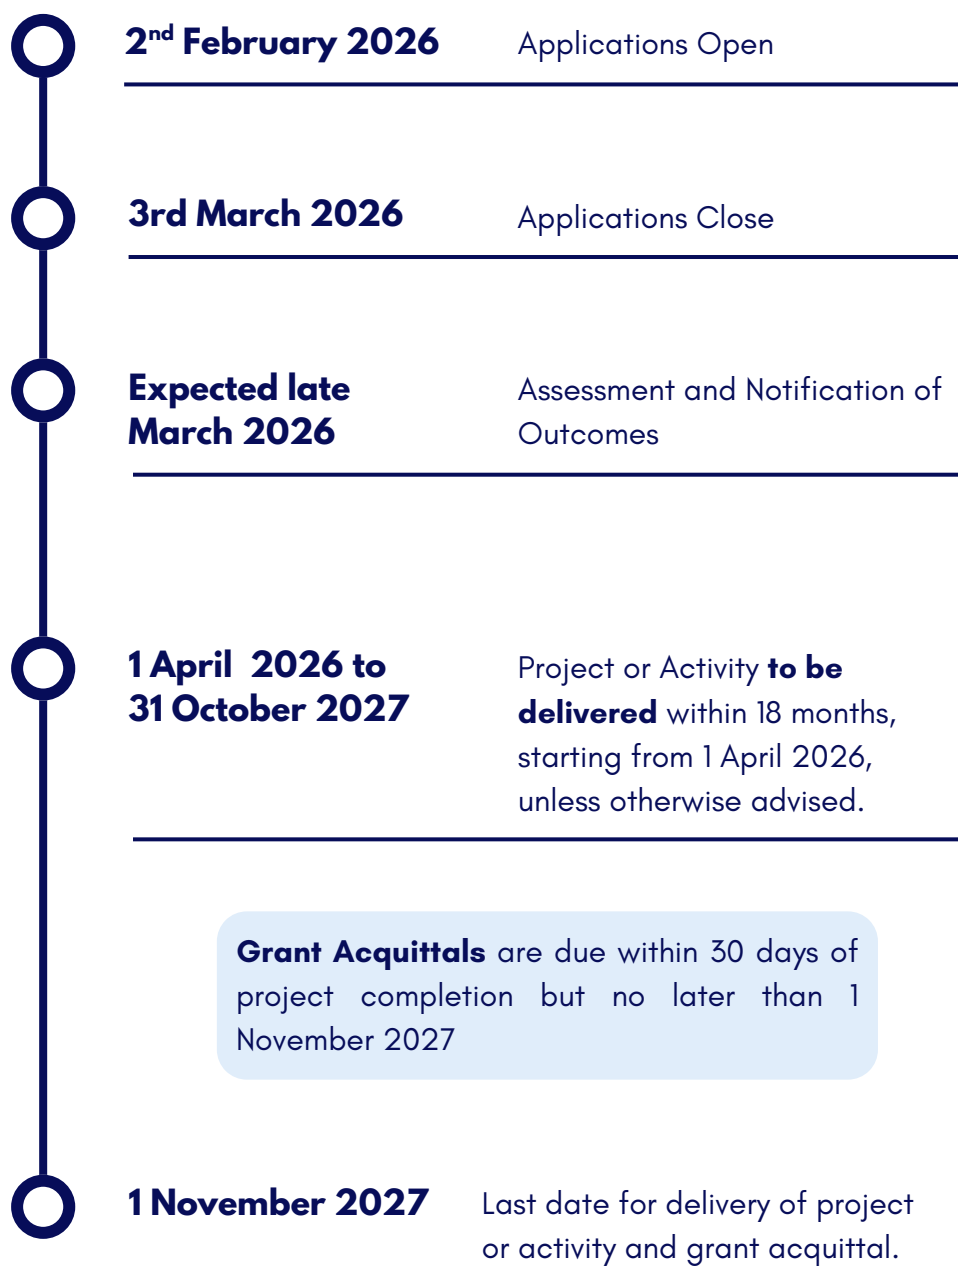 2nd February 2026
Applications Open
3rd March 2026
Applications Close
Expected late
March 2026
Assessment and Notification of
Outcomes
1 April 2026 to
31 October 2027
Project or Activity to be
delivered within 18 months,
starting from 1 April 2026,
unless otherwise advised.
Grant Acquittals are due within 30 days of
project completion but no later than 1
November 2027
1 November 2027
Last date for delivery of project
or activity and grant acquittal.